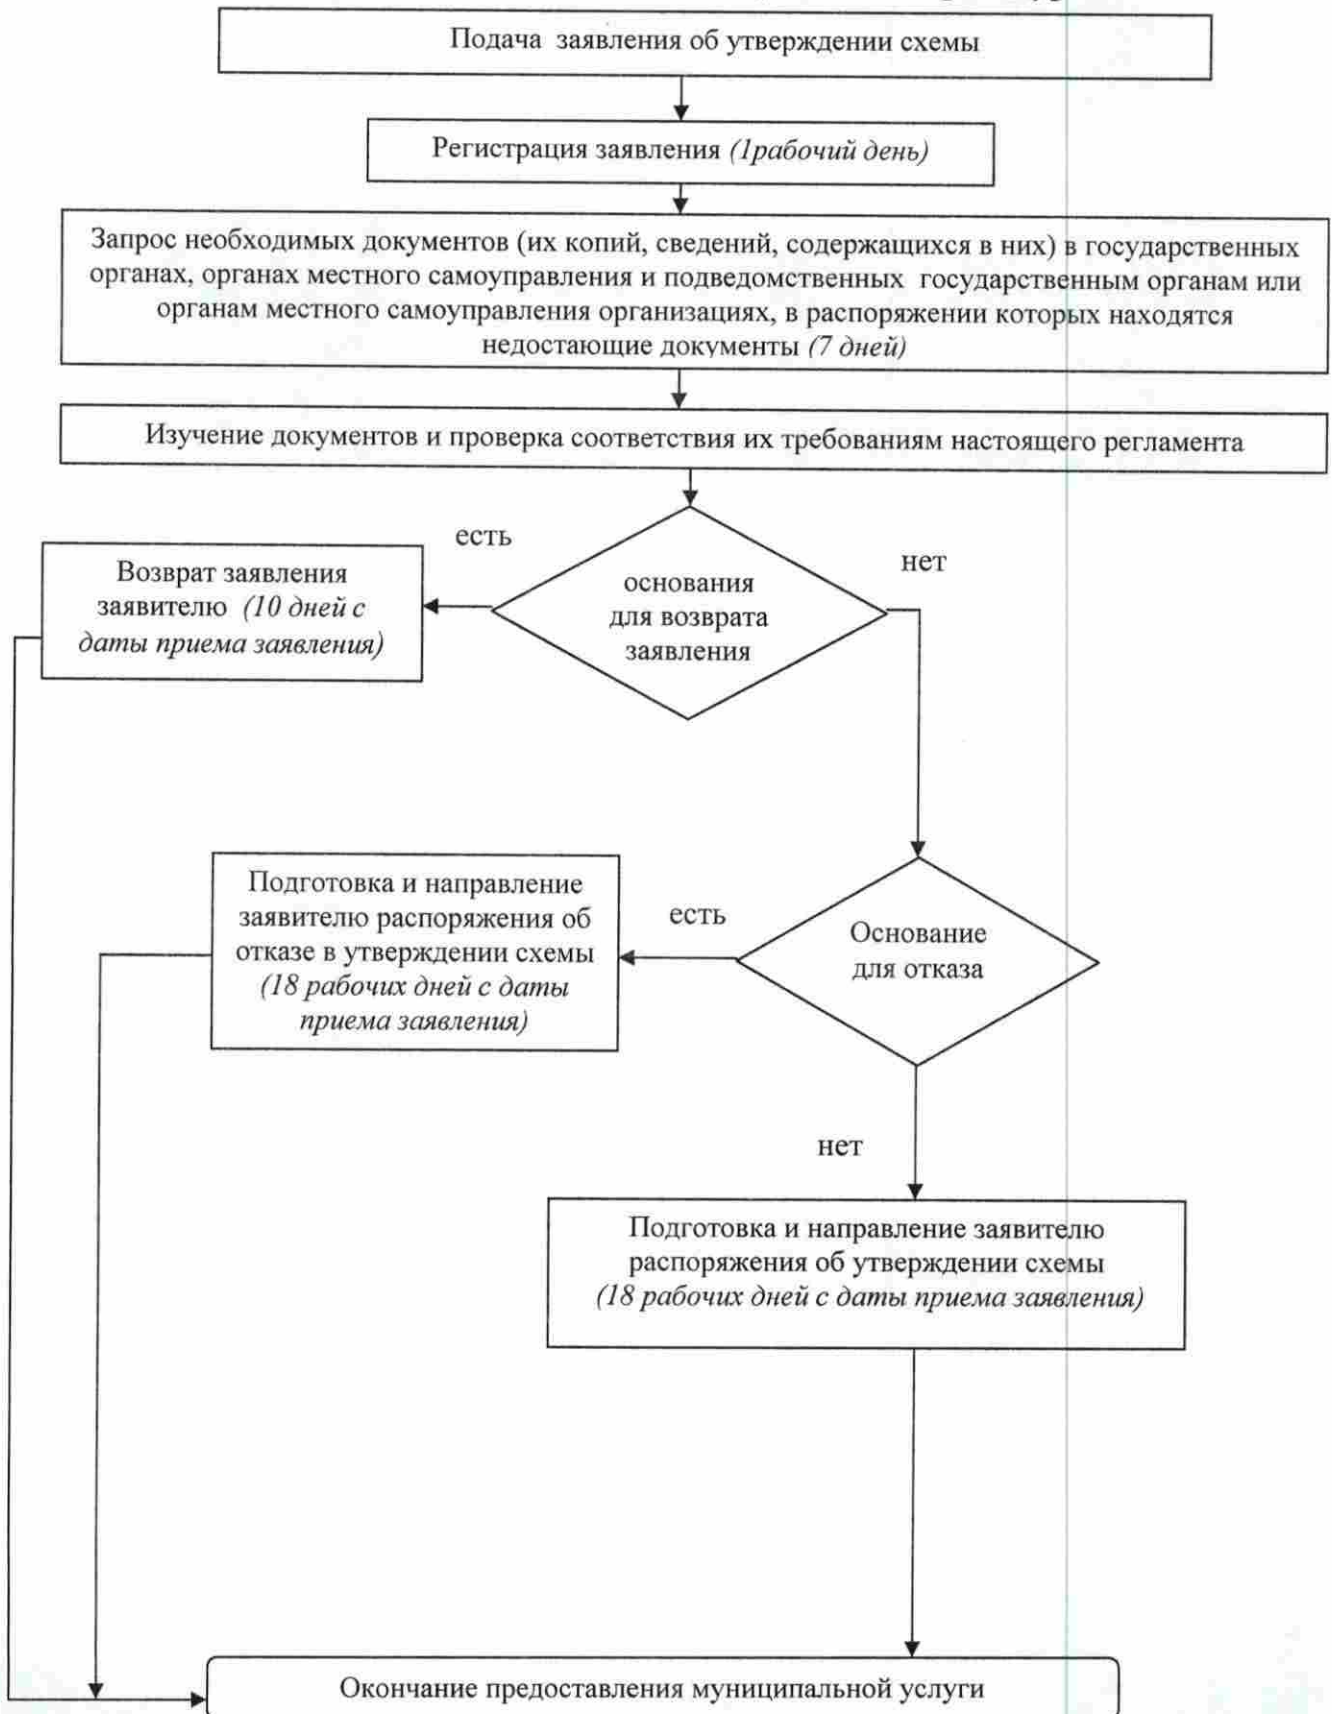 Подача заявления об утверждении схемы
Регистрация заявления (1рабочий день)
Запрос необходимых документов (их копий, сведений, содержащихся в них) в государственных
органах, органах местного самоуправления и подведомственных государственным органам или
органам местного самоуправления организациях, в распоряжении которых находятся
недостающие документы (7 дней)
Изучение документов и проверка соответствия их требованиям настоящего регламента
есть
нет
Возврат заявления
заявителю (10 дней с
даты приема заявления)
основания
для возврата
заявления
Подготовка и направление
заявителю распоряжения об
отказе в утверждении схемы
(18 рабочих дней с даты
приема заявления)
есть
Основание
для отказа
нет
Подготовка и направление заявителю
распоряжения об утверждении схемы
(18 рабочих дней с даты приема заявления)
Окончание предоставления муниципальной услуги